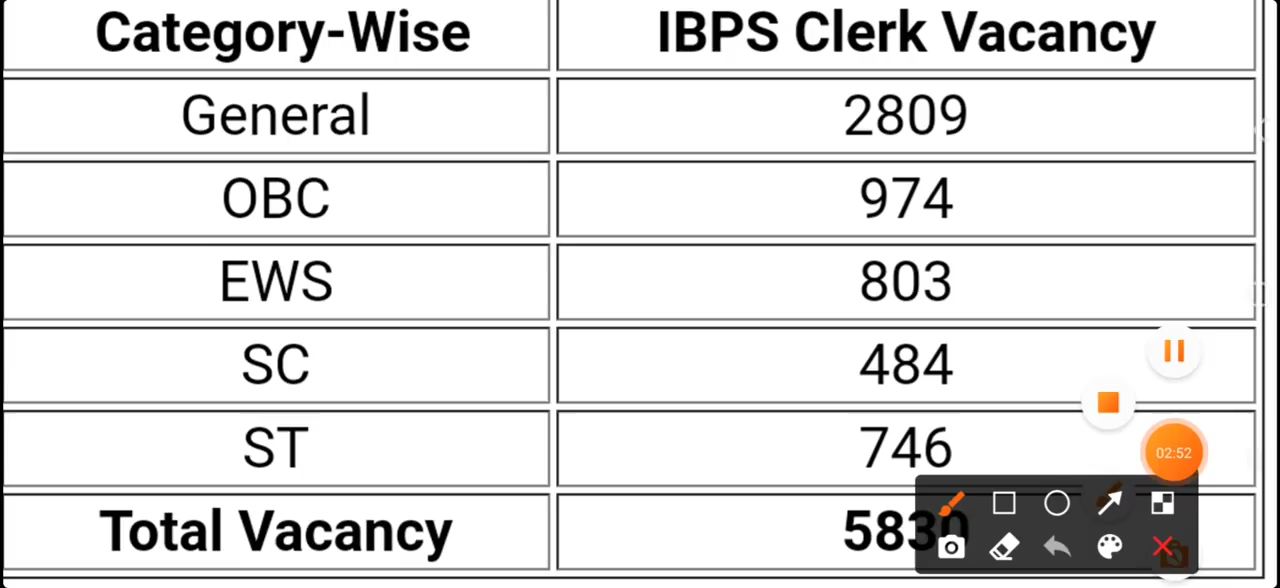 Category-Wise IBPS Clerk Vacancy
General 2809
OBC 974
EWS 803
SC 484
ST 746
Total Vacancy 5830
02:52